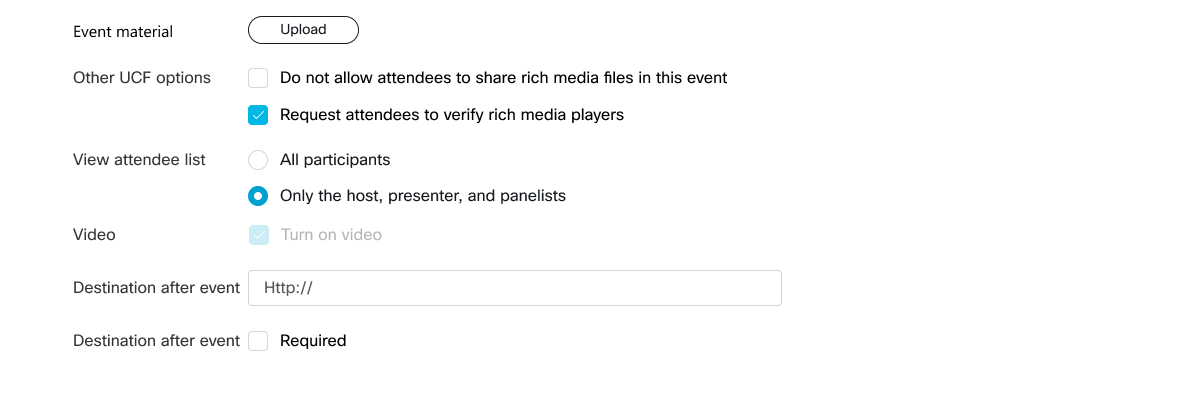 Event material Upload
Other UCF options Do not allow attendees to share rich media files in this event
Request attendees to verify rich media players
View attendee list All participants
Only the host, presenter, and panelists
Video Turn on video
Destination after event Http://
Destination after event Required